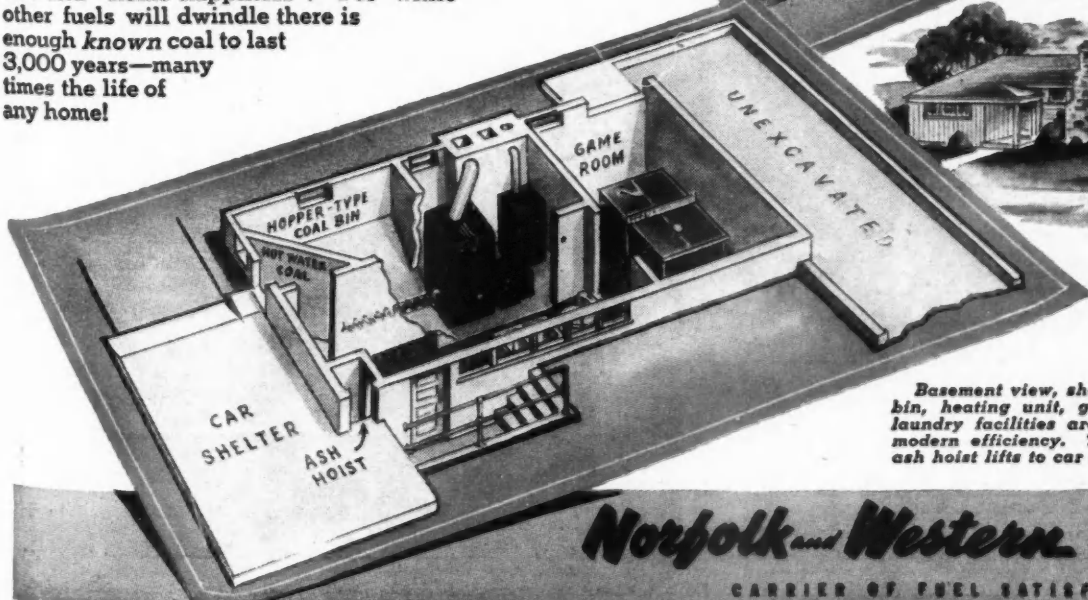 other fuels will dwindle there is
enough known coal to last
3,000 years—many
times the life of
any home!
UNEXCAVATED
GAME
ROOM
HOPPER-TYPE
COAL BIN
HOT WATER
COAL
CAR
SHELTER
ASH
HOIST
Basement view, sh
bin, heating unit, g
laundry facilities ar
modern efficiency.
ash hoist lifts to car
Norfolk and Western
CARRIER OF FUEL SATIS